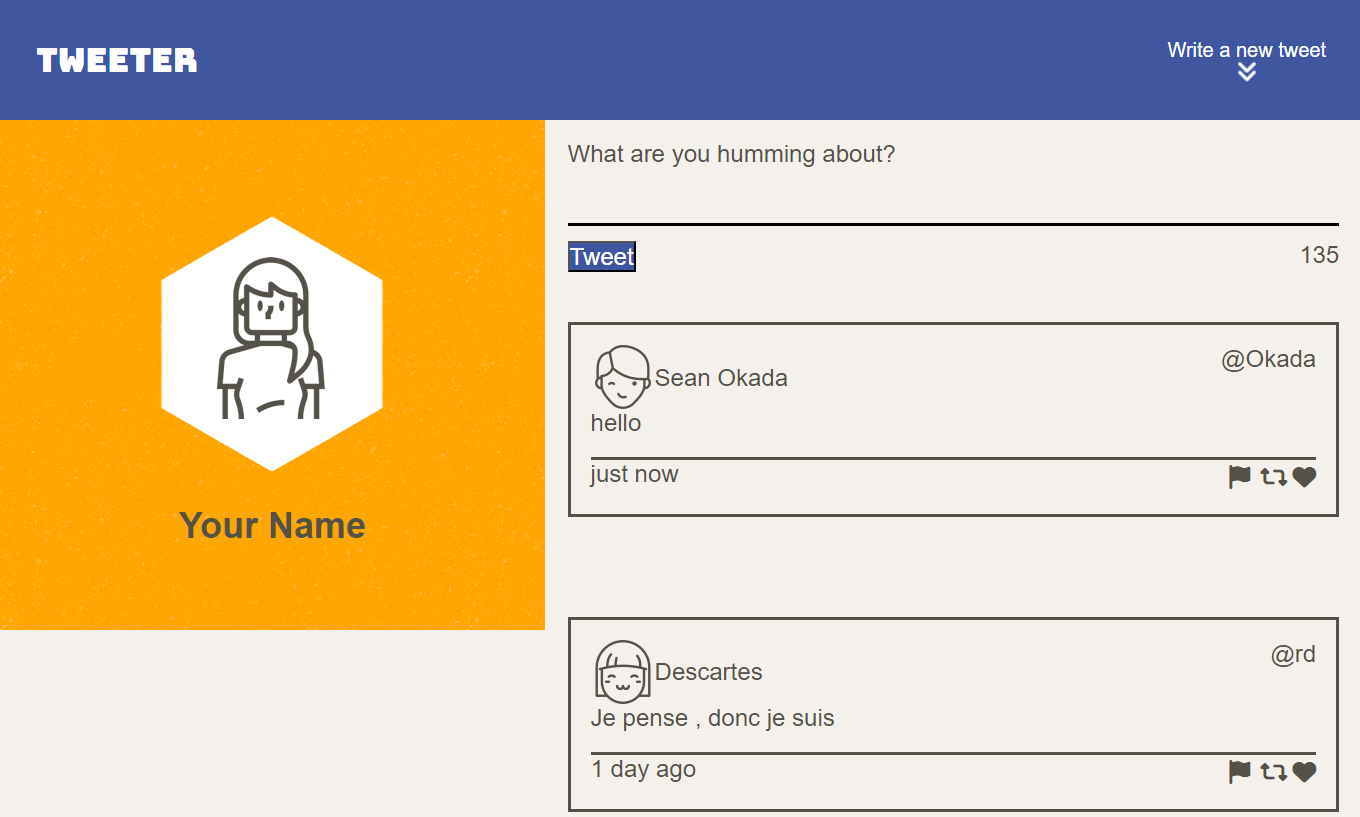 TWEETER
Write a new tweet
Your Name
What are you humming about?
Tweet
135
Sean Okada
@Okada
hello
just now
Descartes
@rd
Je pense , donc je suis
1 day ago